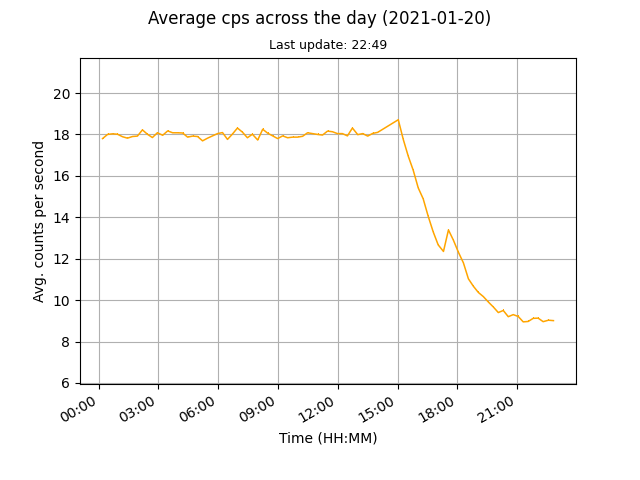 Average cps across the day (2021-01-20)
Last update: 22:49
Avg. counts per second
20
18
16
14
12
10
8
6
00:00 03:00 06:00 09:00 12:00 15:00 18:00 21:00
Time (HH:MM)